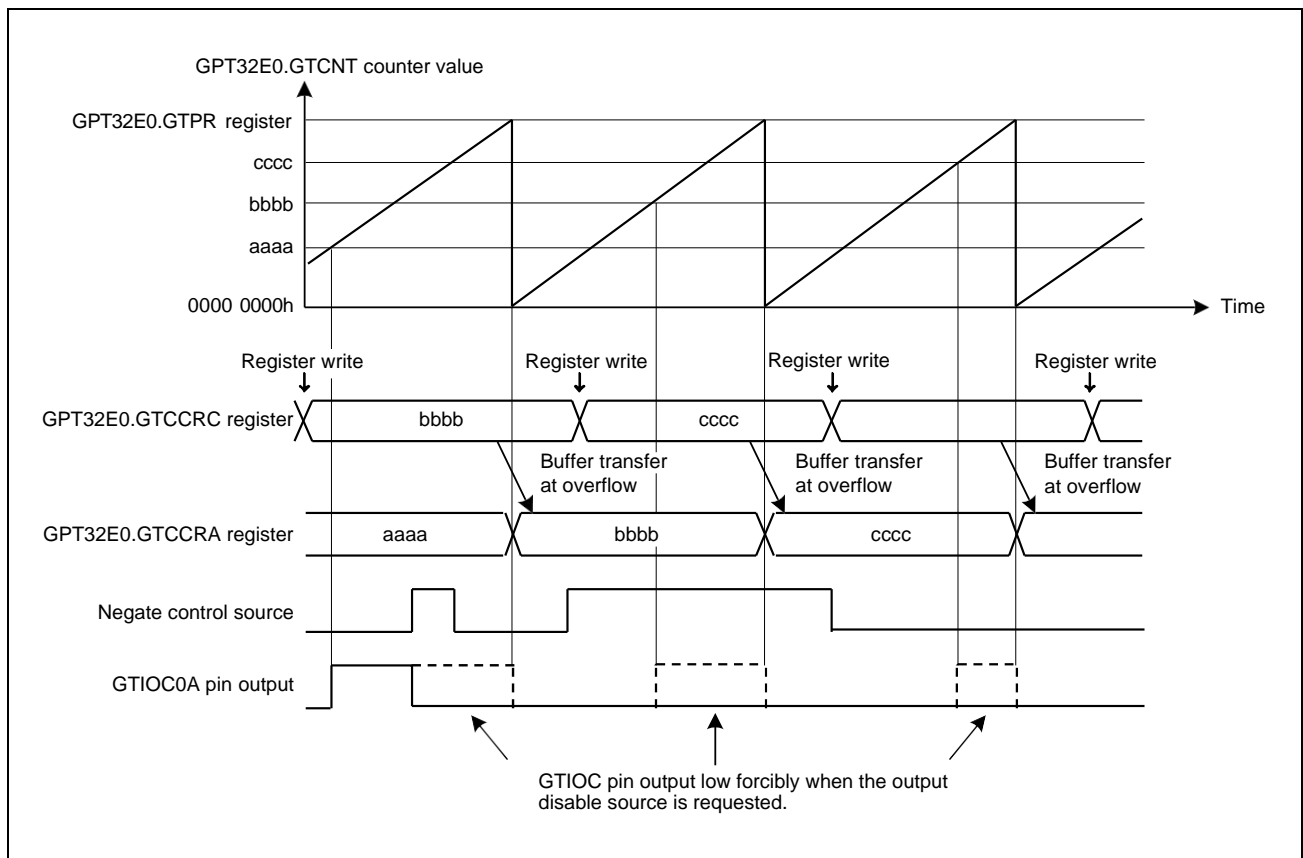 GPT32E0.GTCNT counter value
GPT32E0.GTPR register
cccc
bbbb
aaaa
0000 0000h
Time
Register write
Register write
Register write
Register write
GPT32E0.GTCCRC register
bbbb
cccc
Buffer transfer
at overflow
Buffer transfer
at overflow
Buffer transfer
at overflow
GPT32E0.GTCCRA register
aaaa
bbbb
cccc
Negate control source
GTIOC0A pin output
GTIOC pin output low forcibly when the output
disable source is requested.